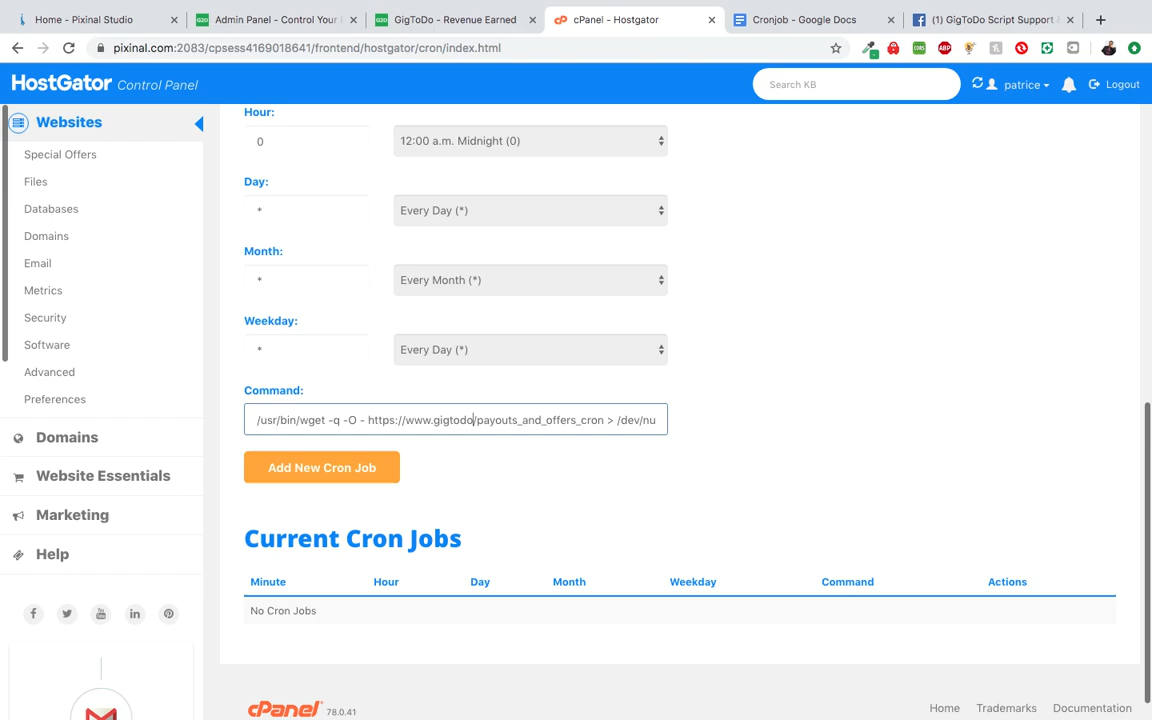 Home - Pixinal Studio
Admin Panel - Control Your
GigToDo - Revenue Earned
cPanel - Hostgator
Cronjob - Google Docs
(1) GigToDo Script Support
pixinal.com:2083/cpsess4169018641/frontend/hostgator/cron/index.html
HostGator Control Panel
Search KB
patrice
Logout
Websites
Special Offers
Files
Databases
Domains
Email
Metrics
Security
Software
Advanced
Preferences
Domains
Website Essentials
Marketing
Help
Hour:
0
12:00 a.m. Midnight (0)
Day:
*
Every Day (*)
Month:
*
Every Month (*)
Weekday:
*
Every Day (*)
Command:
/usr/bin/wget -q -O - https://www.gigtodo/payouts_and_offers_cron > /dev/nu
Add New Cron Job
Current Cron Jobs
Minute Hour Day Month Weekday Command Actions
No Cron Jobs
cPanel 78.0.41
Home Trademarks Documentation